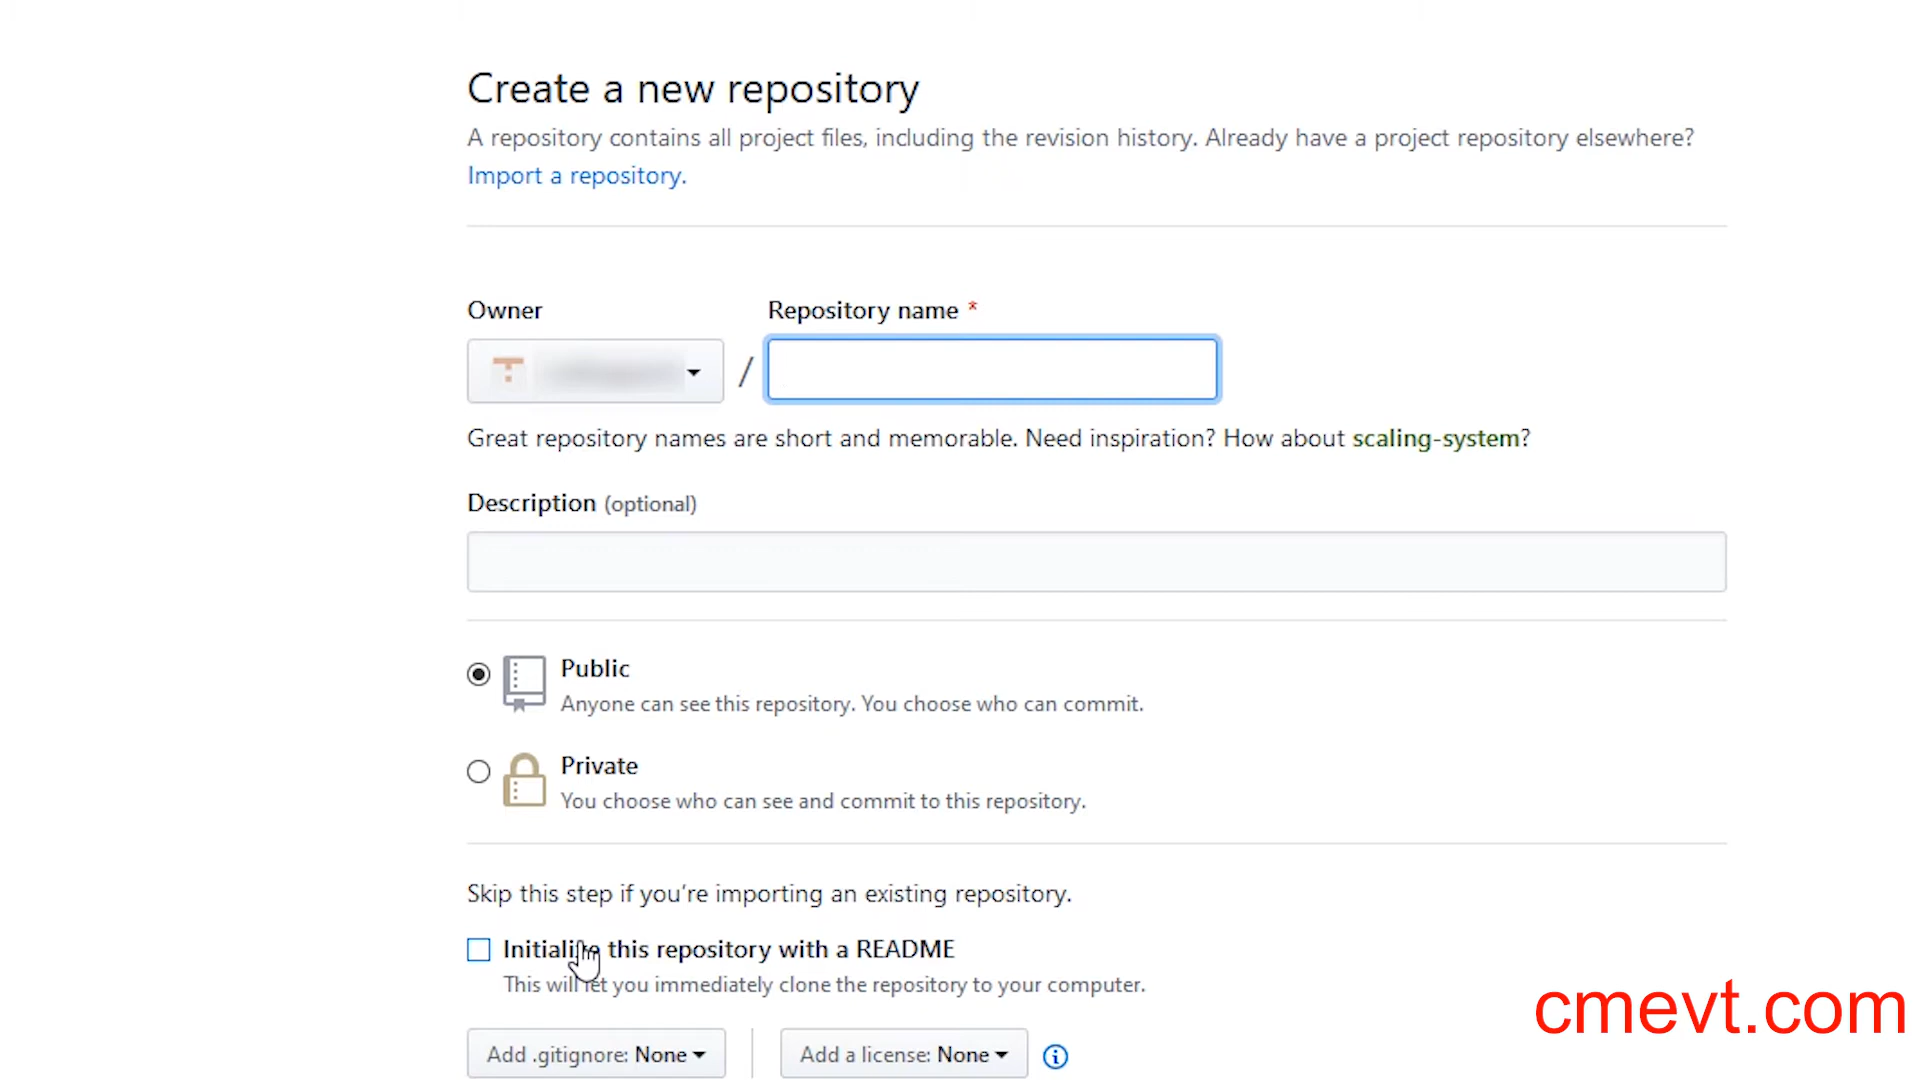 Create a new repository
A repository contains all project files, including the revision history. Already have a project repository elsewhere?
Import a repository.
Owner
Repository name *
/
Great repository names are short and memorable. Need inspiration? How about scaling-system?
Description (optional)
Public
Anyone can see this repository. You choose who can commit.
Private
You choose who can see and commit to this repository.
Skip this step if you're importing an existing repository.
Initialize this repository with a README
This will let you immediately clone the repository to your computer.
Add .gitignore: None
Add a license: None
cmevt.com